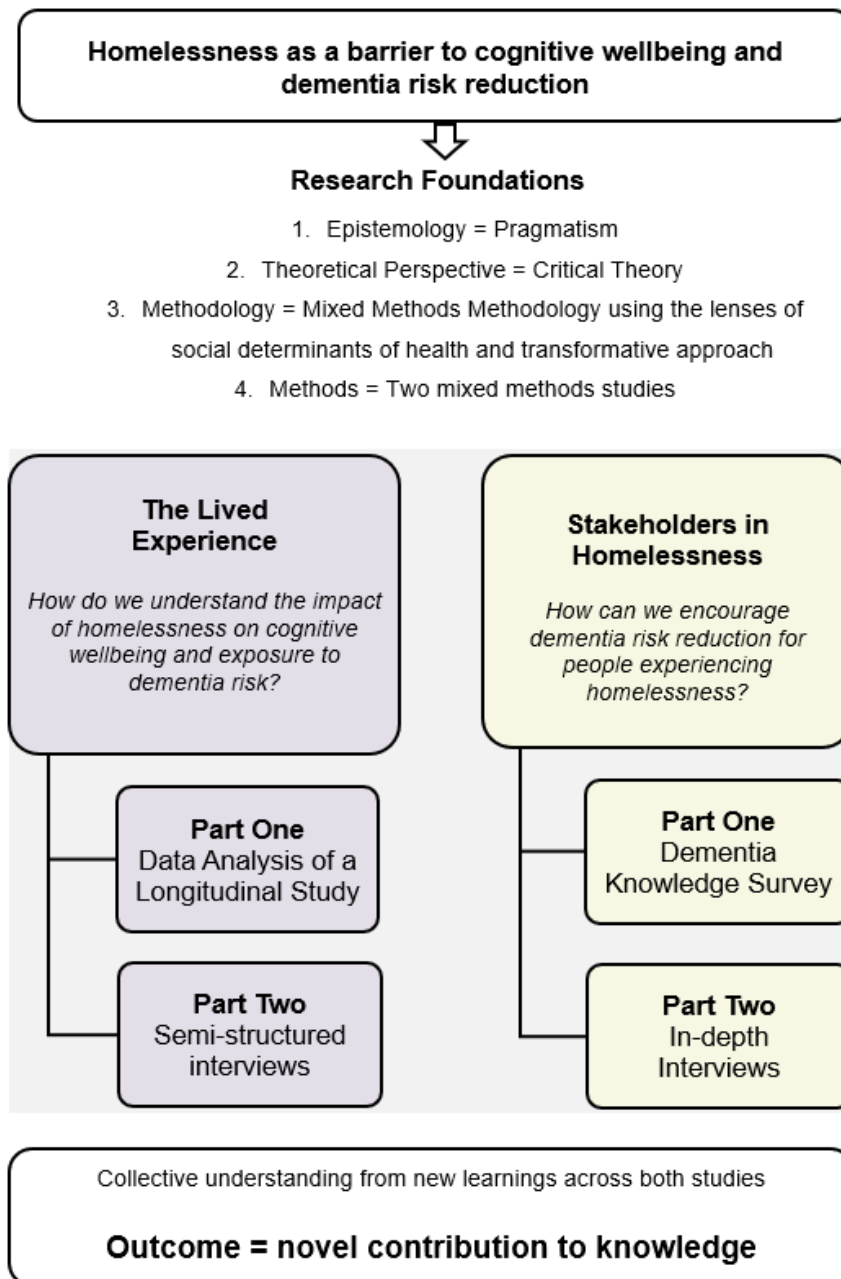 Homelessness as a barrier to cognitive wellbeing and
dementia risk reduction
Research Foundations
1. Epistemology = Pragmatism
2. Theoretical Perspective = Critical Theory
3. Methodology = Mixed Methods Methodology using the lenses of
social determinants of health and transformative approach
4. Methods = Two mixed methods studies
The Lived
Experience
How do we understand the impact
of homelessness on cognitive
wellbeing and exposure to
dementia risk?
Part One
Data Analysis of a
Longitudinal Study
Part Two
Semi-structured
interviews
Stakeholders in
Homelessness
How can we encourage
dementia risk reduction for
people experiencing
homelessness?
Part One
Dementia
Knowledge Survey
Part Two
In-depth
Interviews
Collective understanding from new learnings across both studies
Outcome = novel contribution to knowledge